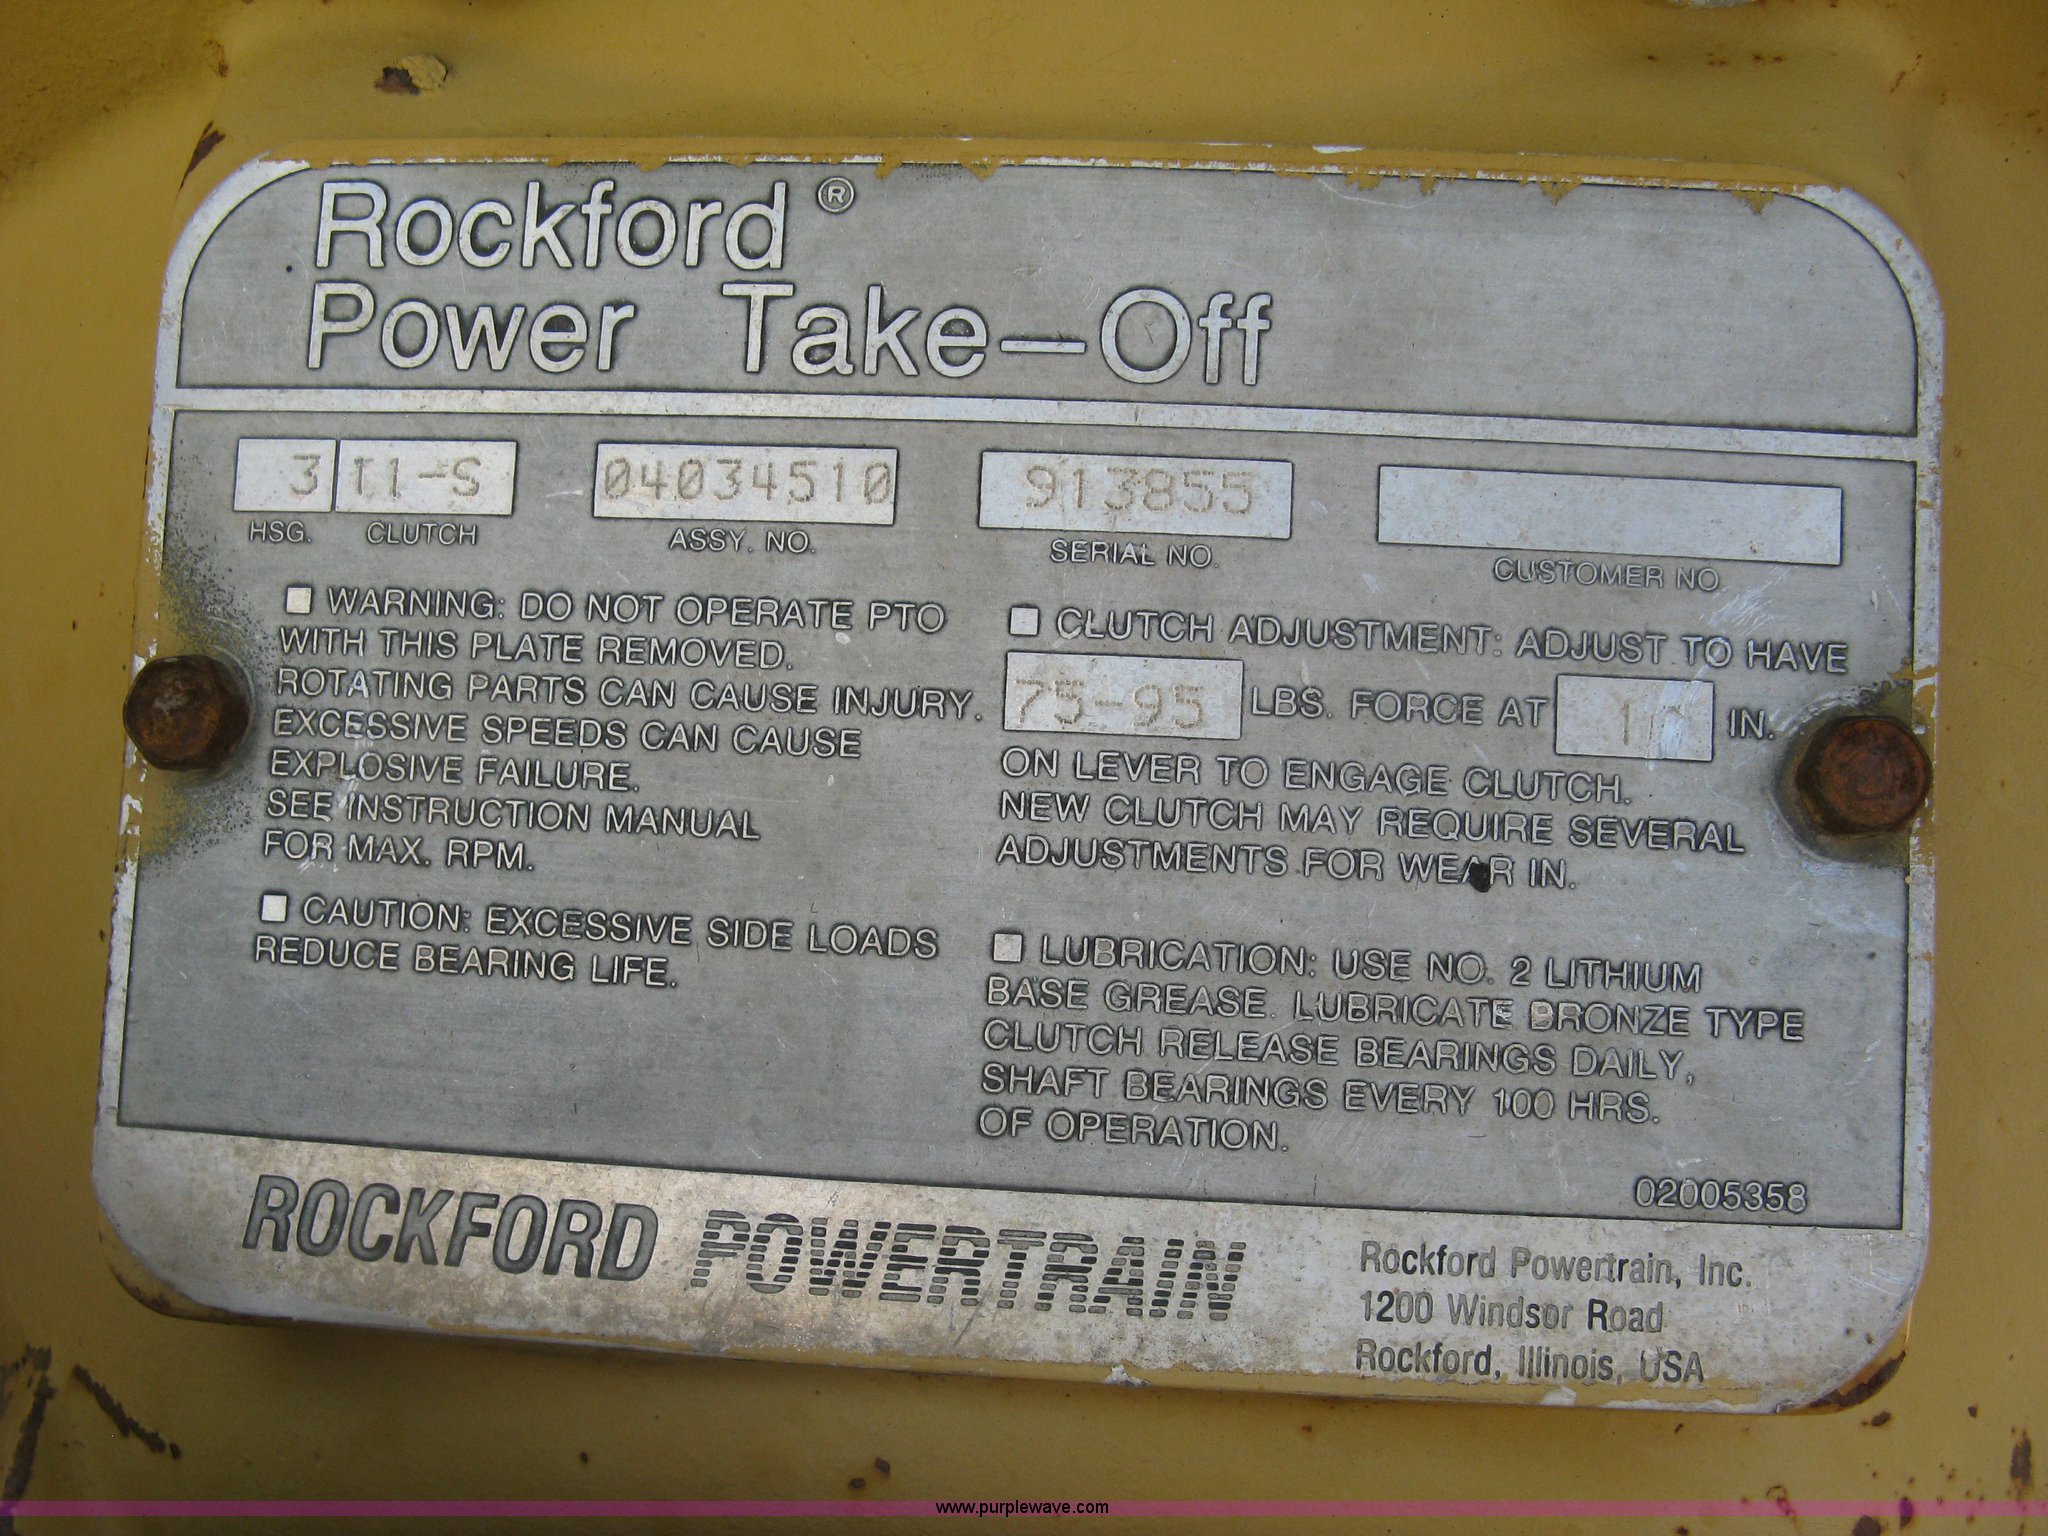 Rockford ®
Power Take-Off
3 11-S 04034510 913855
HSG. CLUTCH ASSY. NO. SERIAL NO. CUSTOMER NO.
WARNING: DO NOT OPERATE PTO
WITH THIS PLATE REMOVED.
ROTATING PARTS CAN CAUSE INJURY.
EXCESSIVE SPEEDS CAN CAUSE
EXPLOSIVE FAILURE.
SEE INSTRUCTION MANUAL
FOR MAX. RPM.
CAUTION: EXCESSIVE SIDE LOADS
REDUCE BEARING LIFE.
CLUTCH ADJUSTMENT: ADJUST TO HAVE
75-95 LBS. FORCE AT IN.
ON LEVER TO ENGAGE CLUTCH.
NEW CLUTCH MAY REQUIRE SEVERAL
ADJUSTMENTS FOR WEAR IN.
LUBRICATION: USE NO. 2 LITHIUM
BASE GREASE. LUBRICATE BRONZE TYPE
CLUTCH RELEASE BEARINGS DAILY,
SHAFT BEARINGS EVERY 100 HRS.
OF OPERATION.
02005358
ROCKFORD POWERTRAIN
Rockford Powertrain, Inc.
1200 Windsor Road
Rockford, Illinois, USA
www.purplewave.com